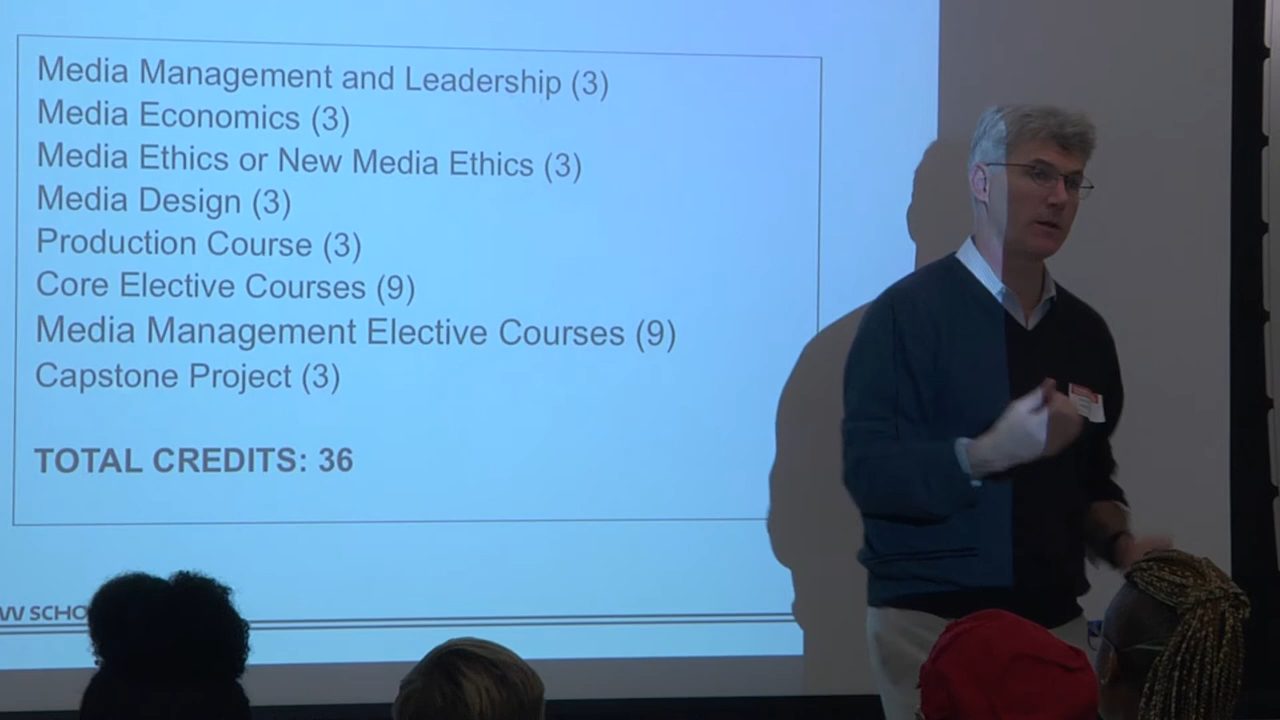 Media Management and Leadership (3)
Media Economics (3)
Media Ethics or New Media Ethics (3)
Media Design (3)
Production Course (3)
Core Elective Courses (9)
Media Management Elective Courses (9)
Capstone Project (3)
TOTAL CREDITS: 36
W SCHO